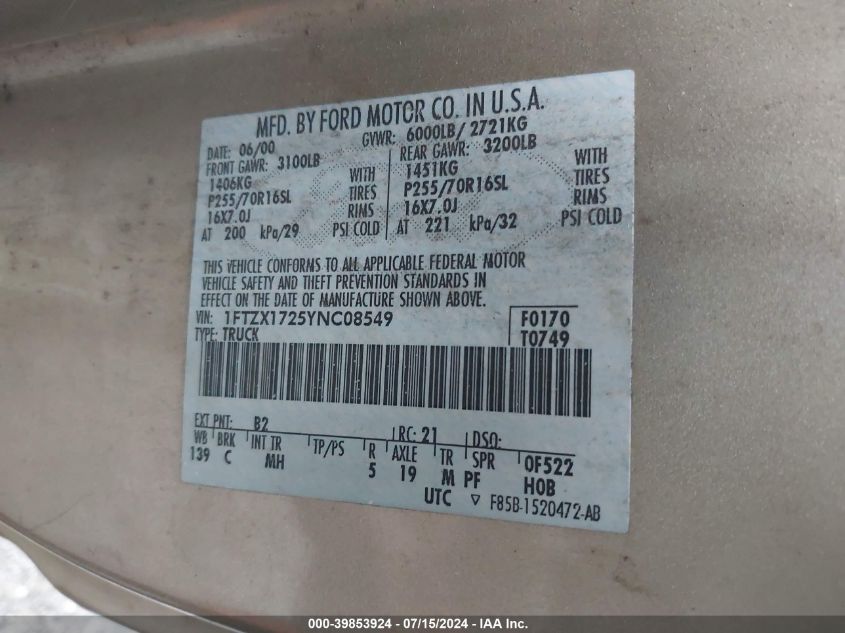 MFD. BY FORD MOTOR CO. IN U.S.A.
DATE: 06/00 GVWR: 6000LB/ 2721KG
FRONT GAWR: 3100LB REAR GAWR: 3200LB
1406KG WITH 1451KG WITH
P255/70R16SL TIRES P255/70R16SL TIRES
16X7.0J RIMS 16X7.0J RIMS
AT 200 kPa/29 PSI COLD AT 221 kPa/32 PSI COLD
THIS VEHICLE CONFORMS TO ALL APPLICABLE FEDERAL MOTOR
VEHICLE SAFETY AND THEFT PREVENTION STANDARDS IN
EFFECT ON THE DATE OF MANUFACTURE SHOWN ABOVE.
VIN: 1FTZX1725YNC08549 F0170
TYPE: TRUCK T0749
EXT PNT: B2 RC: 21 DSO:
WB BRK INT TR TP/PS R AXLE TR SPR 0F522
139 C MH 5 19 M PF H0B
UTC ▽ F85B-1520472-AB
000-39853924 - 07/15/2024 - IAA Inc.